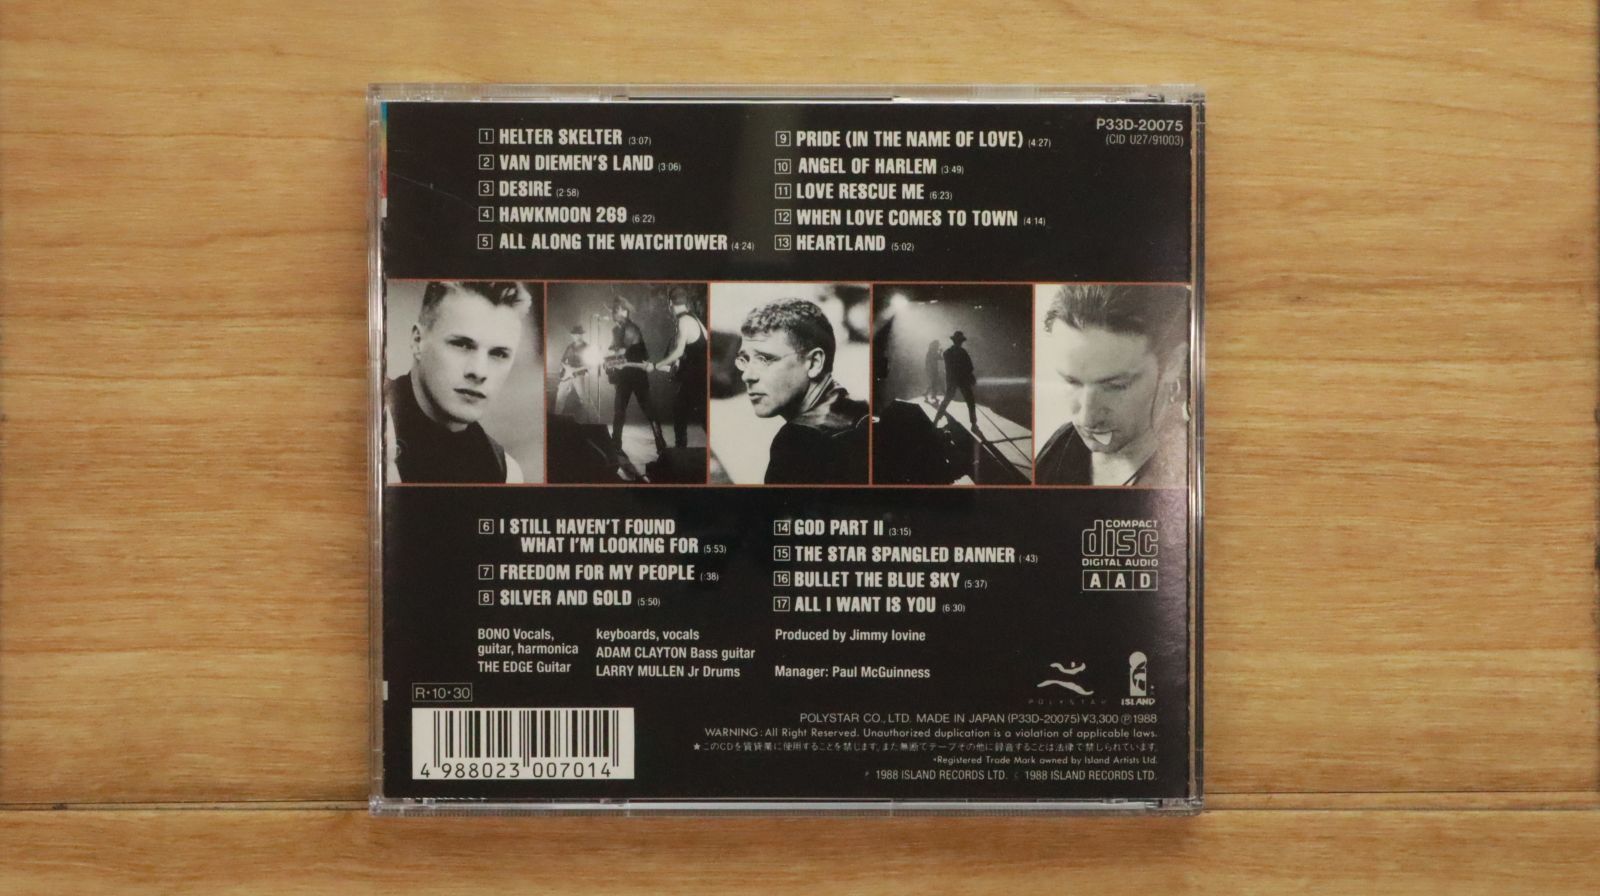 P33D-20075
(CID U27/91003)
1 HELTER SKELTER (3:07)
2 VAN DIEMEN'S LAND (3:06)
3 DESIRE (2:58)
4 HAWKMOON 269 (6:22)
5 ALL ALONG THE WATCHTOWER (4:24)
9 PRIDE (IN THE NAME OF LOVE) (4:27)
10 ANGEL OF HARLEM (3:49)
11 LOVE RESCUE ME (6:23)
12 WHEN LOVE COMES TO TOWN (4:14)
13 HEARTLAND (5:02)
6 I STILL HAVEN'T FOUND
WHAT I'M LOOKING FOR (5:53)
7 FREEDOM FOR MY PEOPLE (:38)
8 SILVER AND GOLD (5:50)
14 GOD PART II (3:15)
15 THE STAR SPANGLED BANNER (:43)
16 BULLET THE BLUE SKY (5:37)
17 ALL I WANT IS YOU (6:30)
COMPACT
disc
DIGITAL AUDIO
A A D
BONO Vocals,
guitar, harmonica
THE EDGE Guitar
keyboards, vocals
ADAM CLAYTON Bass guitar
LARRY MULLEN Jr Drums
Produced by Jimmy Iovine
Manager: Paul McGuinness
POLYSTAR
ISLAND
R・10・30
4 988023 007014
POLYSTAR CO., LTD. MADE IN JAPAN (P33D-20075) ¥3,300 Ⓟ1988
WARNING: All Right Reserved. Unauthorized duplication is a violation of applicable laws.
★このCDを賃貸業に使用することを禁じます。また無断でテープその他に録音することは法律で禁じられています。
*Registered Trade Mark owned by Island Artists Ltd.
1988 ISLAND RECORDS LTD. 1988 ISLAND RECORDS LTD.